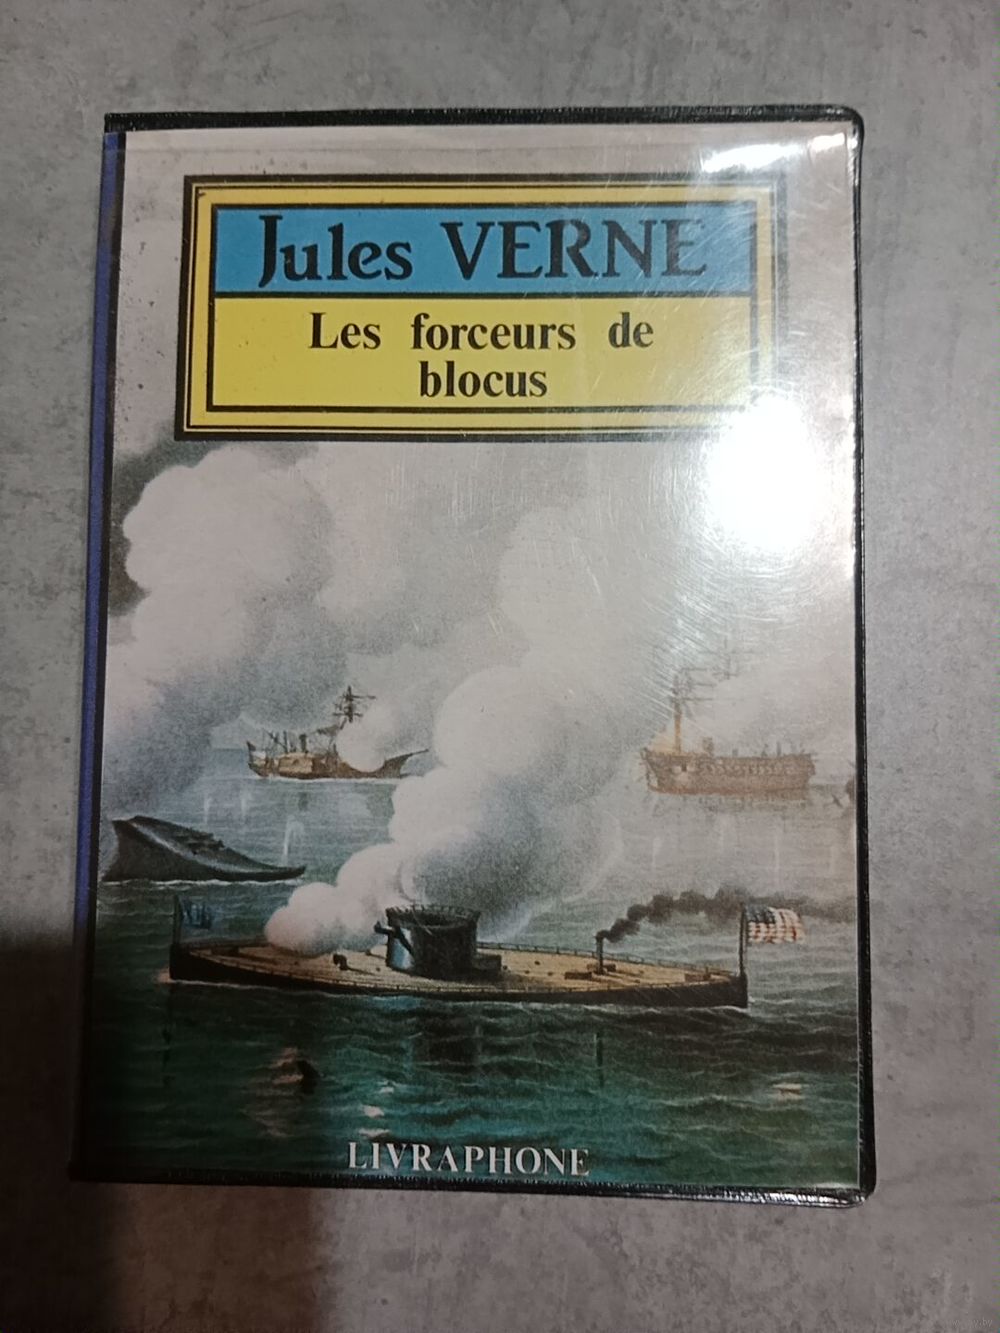 Jules VERNE
Les forceurs de
blocus
LIVRAPHONE